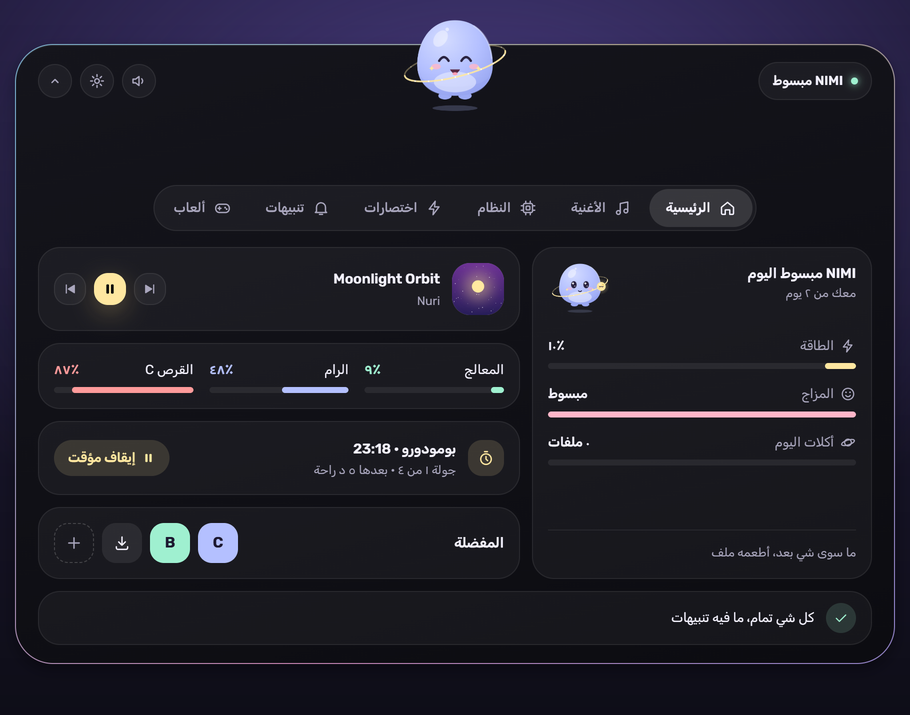 NIMI مبسوط
الرئيسية
الأغنية
النظام
اختصارات
تنبيهات
ألعاب
NIMI مبسوط اليوم
معك من ٢ يوم
الطاقة
١٠٪
المزاج
مبسوط
أكلات اليوم
٠ ملفات
ما سوى شي بعد، أطعمه ملف
Moonlight Orbit
Nuri
المعالج
٩٪
الرام
٤٨٪
القرص C
٨٧٪
بومودورو • 23:18
جولة ١ من ٤ • بعدها ٥ د راحة
إيقاف مؤقت
المفضلة
C
B
كل شي تمام، ما فيه تنبيهات